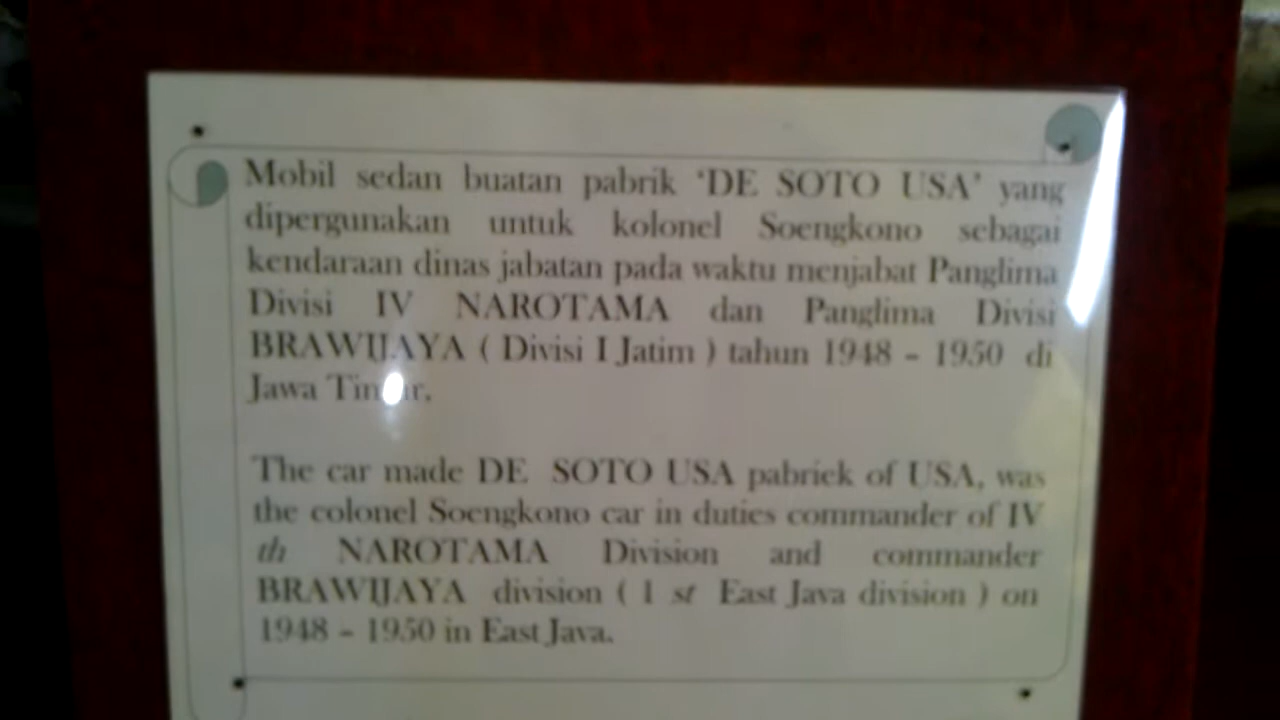 Mobil sedan buatan pabrik 'DE SOTO USA' yang
dipergunakan untuk kolonel Soengkono sebagai
kendaraan dinas jabatan pada waktu menjabat Panglima
Divisi IV NAROTAMA dan Panglima Divisi
BRAWIJAYA ( Divisi I Jatim ) tahun 1948 – 1950 di
Jawa Timur.
The car made DE SOTO USA pabriek of USA, was
the colonel Soengkono car in duties commander of IV
th NAROTAMA Division and commander
BRAWIJAYA division ( 1 st East Java division ) on
1948 – 1950 in East Java.